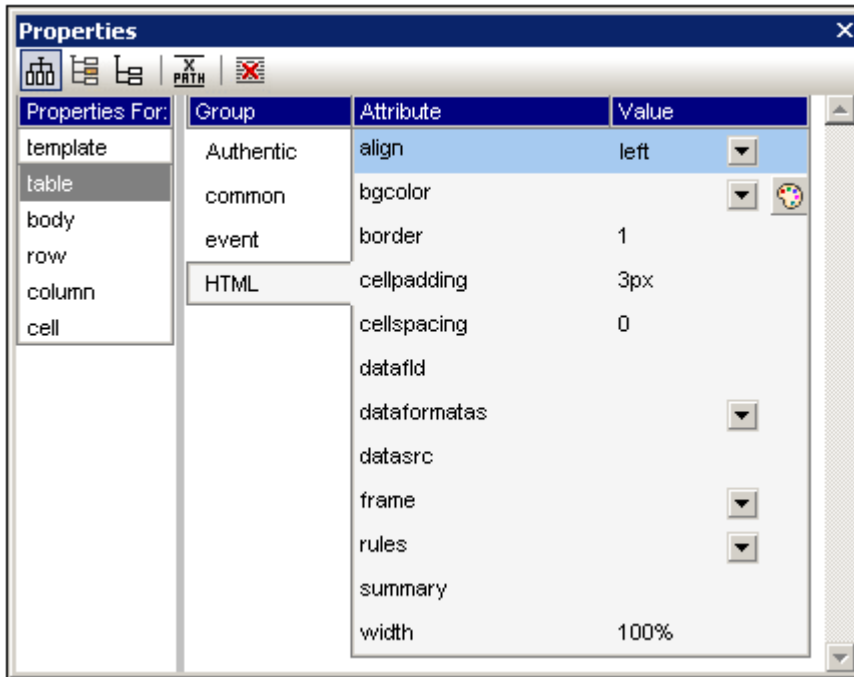 Properties
X
PATH
Properties For: Group Attribute Value
template Authentic align left
table common bgcolor
body event border 1
row HTML cellpadding 3px
column cellspacing 0
cell datafld
dataformatas
datasrc
frame
rules
summary
width 100%